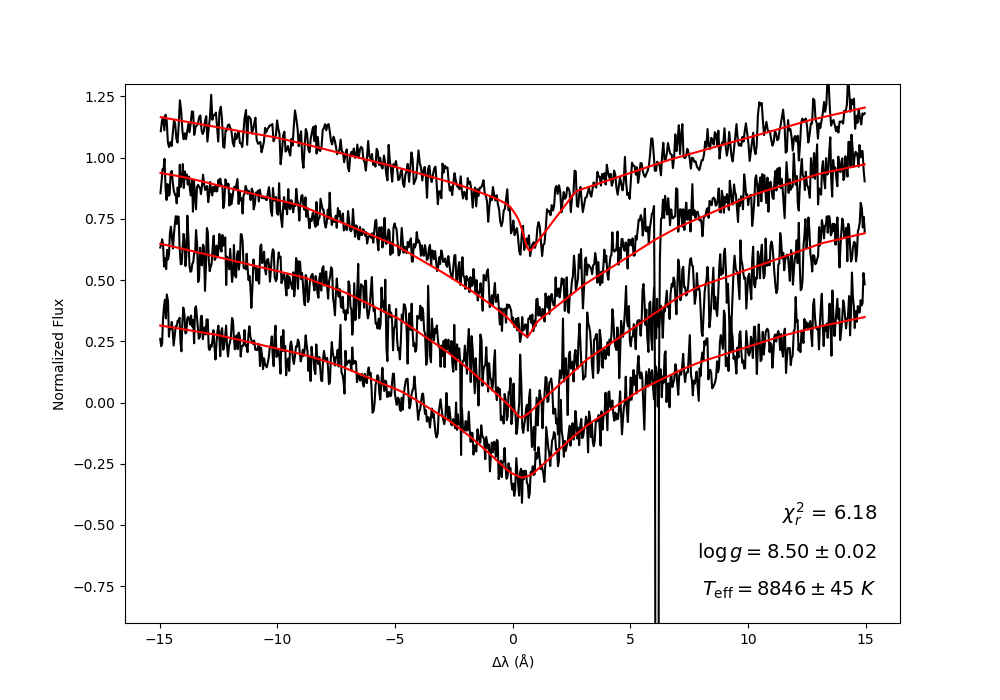 1.25
1.00
0.75
0.50
0.25
0.00
−0.25
−0.50
−0.75
Normalized Flux
χ²ᵣ = 6.18
log g = 8.50 ± 0.02
T_eff = 8846 ± 45 K
−15 −10 −5 0 5 10 15
Δλ (Å)